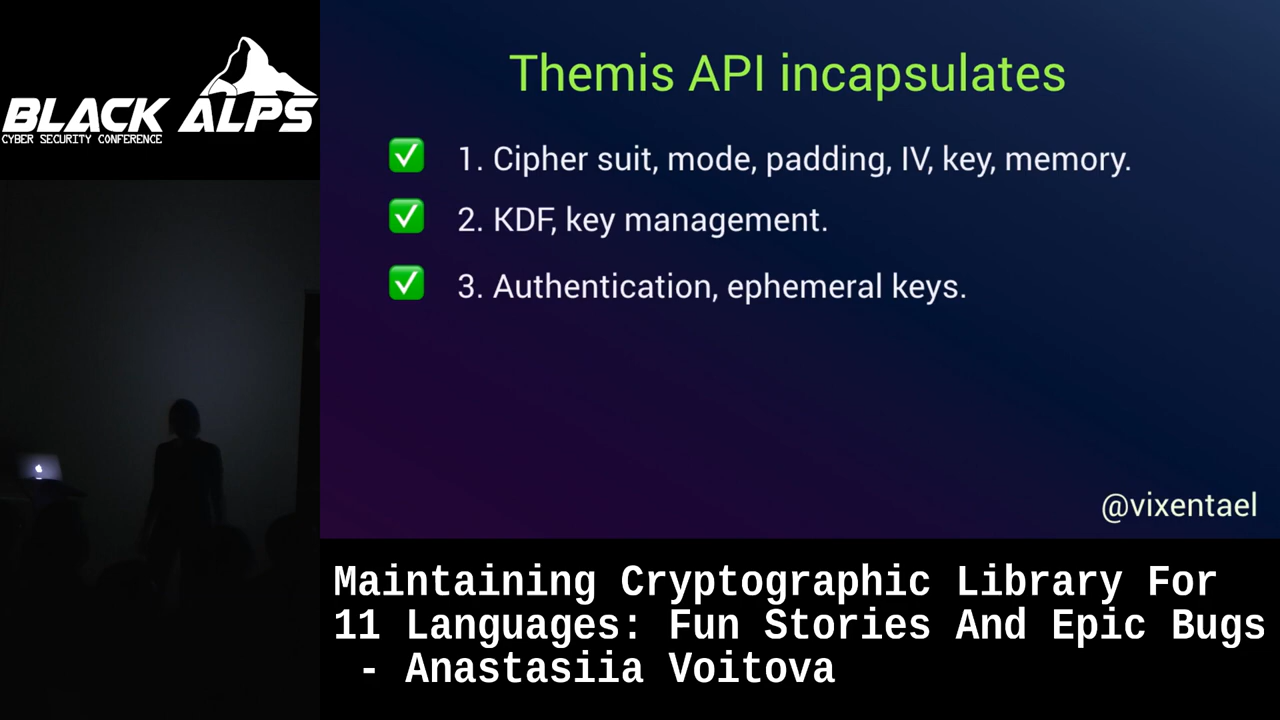 BLACK ALPS
CYBER SECURITY CONFERENCE
Themis API incapsulates
1. Cipher suit, mode, padding, IV, key, memory.
2. KDF, key management.
3. Authentication, ephemeral keys.
@vixentael
Maintaining Cryptographic Library For
11 Languages: Fun Stories And Epic Bugs
- Anastasiia Voitova